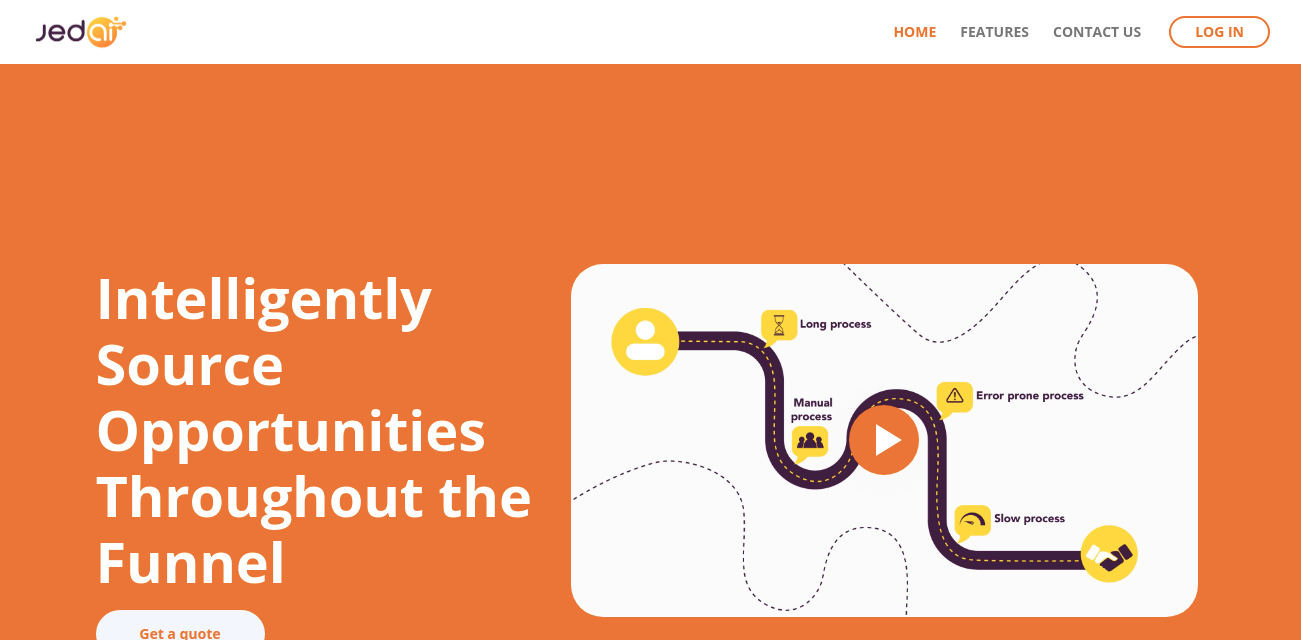 jedai
HOME
FEATURES
CONTACT US
LOG IN
Intelligently
Source
Opportunities
Throughout the
Funnel
Get a quote
Long process
Manual
process
Error prone process
Slow process